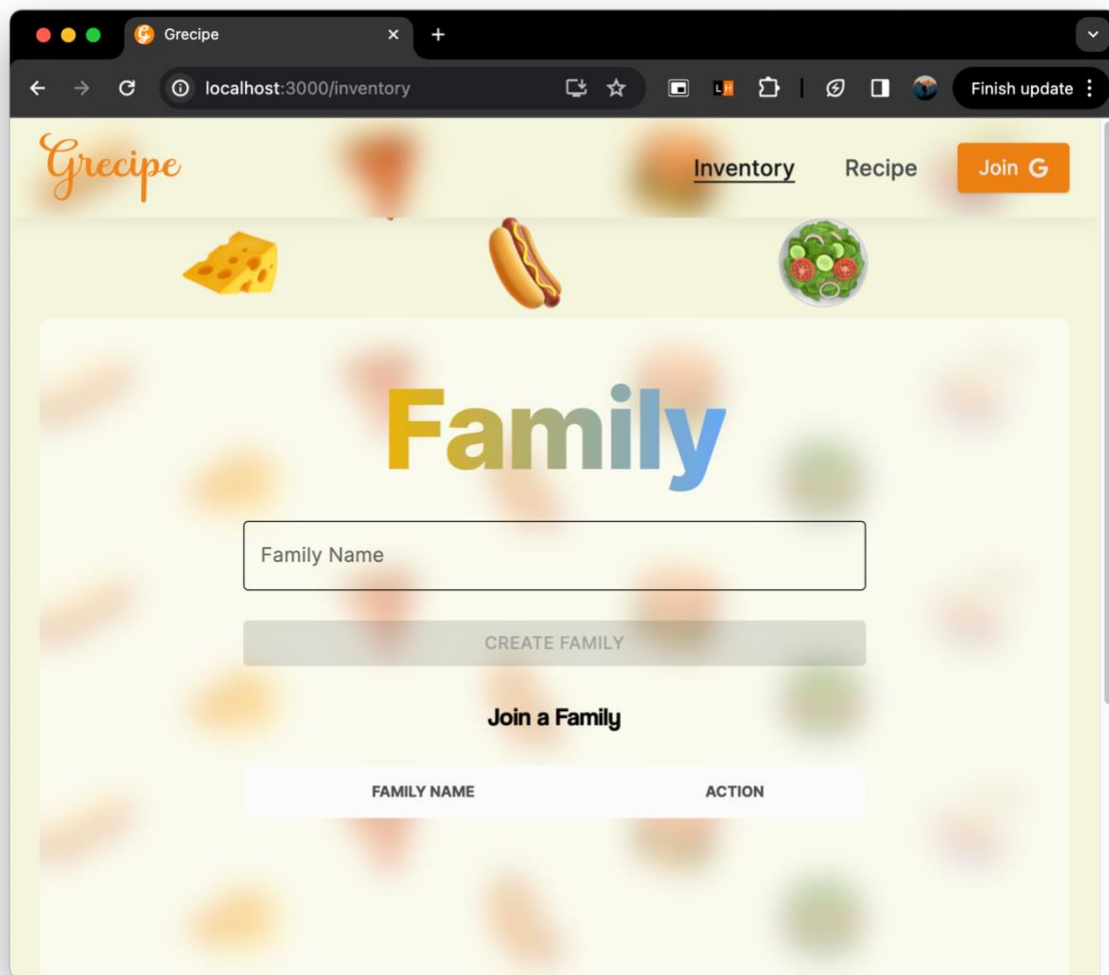 Grecipe
localhost:3000/inventory
LH
Finish update
Grecipe
Inventory
Recipe
Join G
Family
Family Name
CREATE FAMILY
Join a Family
FAMILY NAME ACTION